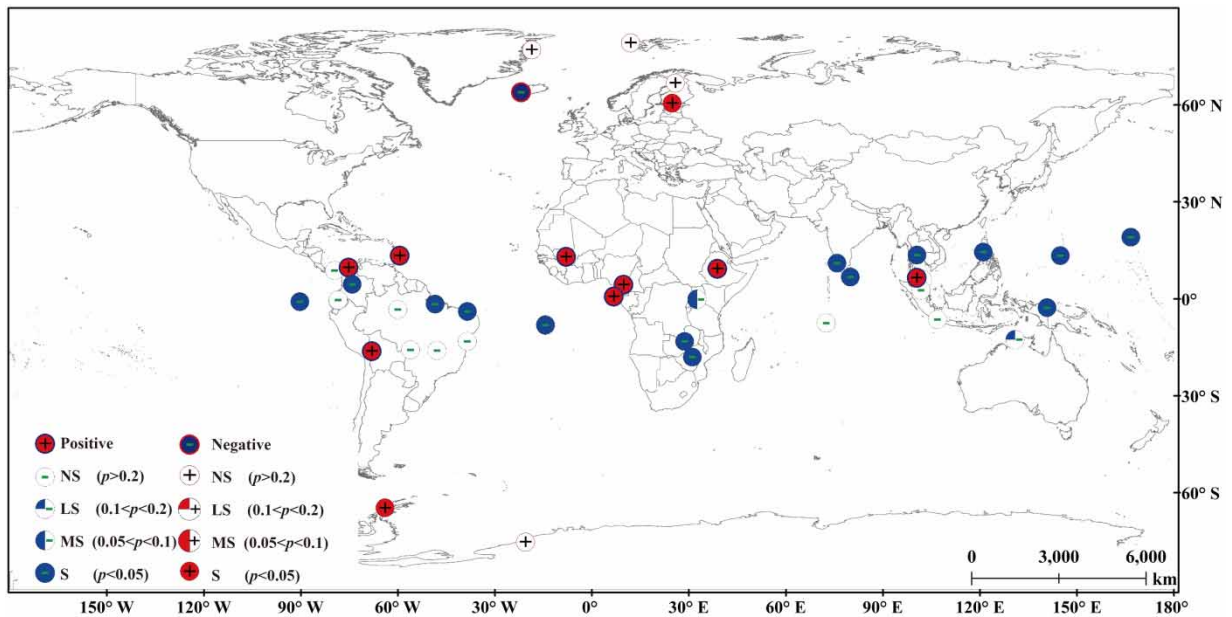 60° N
30° N
0°
30° S
60° S
Positive Negative
NS (p>0.2) NS (p>0.2)
LS (0.1<p<0.2) LS (0.1<p<0.2)
MS (0.05<p<0.1) MS (0.05<p<0.1)
S (p<0.05) S (p<0.05)
0 3,000 6,000
km
150° W 120° W 90° W 60° W 30° W 0° 30° E 60° E 90° E 120° E 150° E 180°